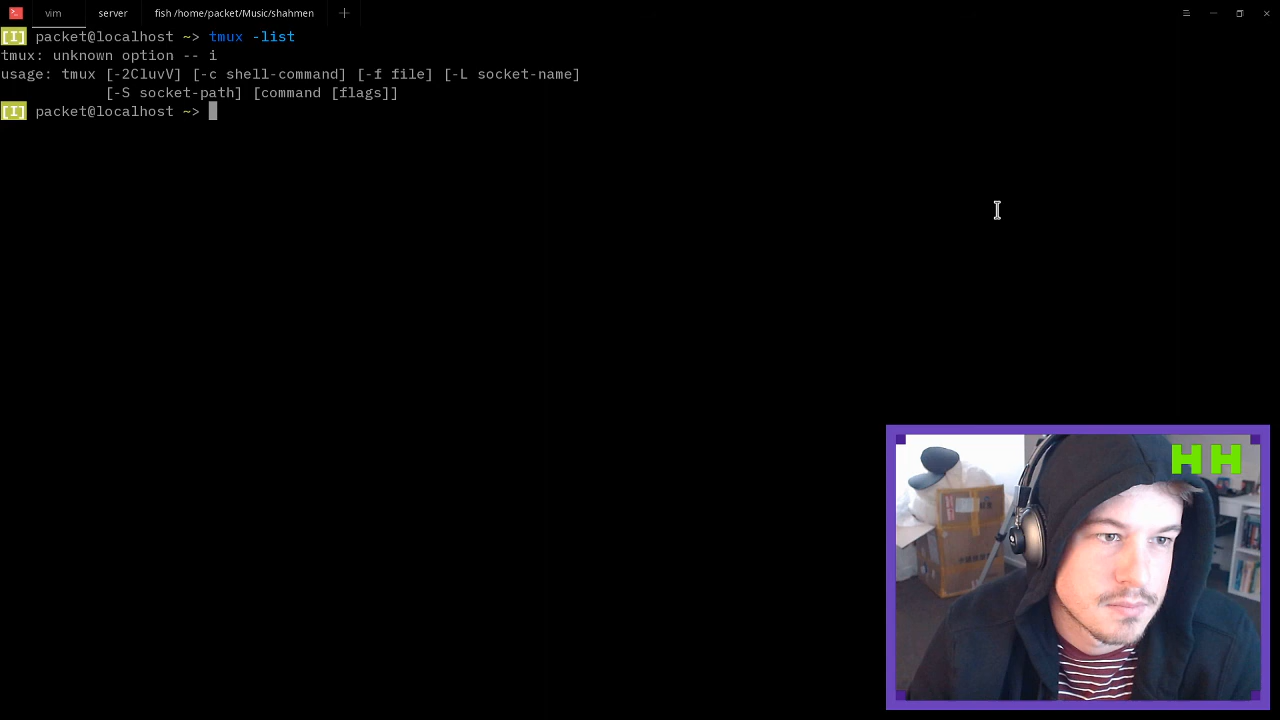 vim server fish /home/packet/Music/shahmen
[I] packet@localhost ~> tmux -list
tmux: unknown option -- i
usage: tmux [-2CluvV] [-c shell-command] [-f file] [-L socket-name]
[-S socket-path] [command [flags]]
[I] packet@localhost ~>
HH